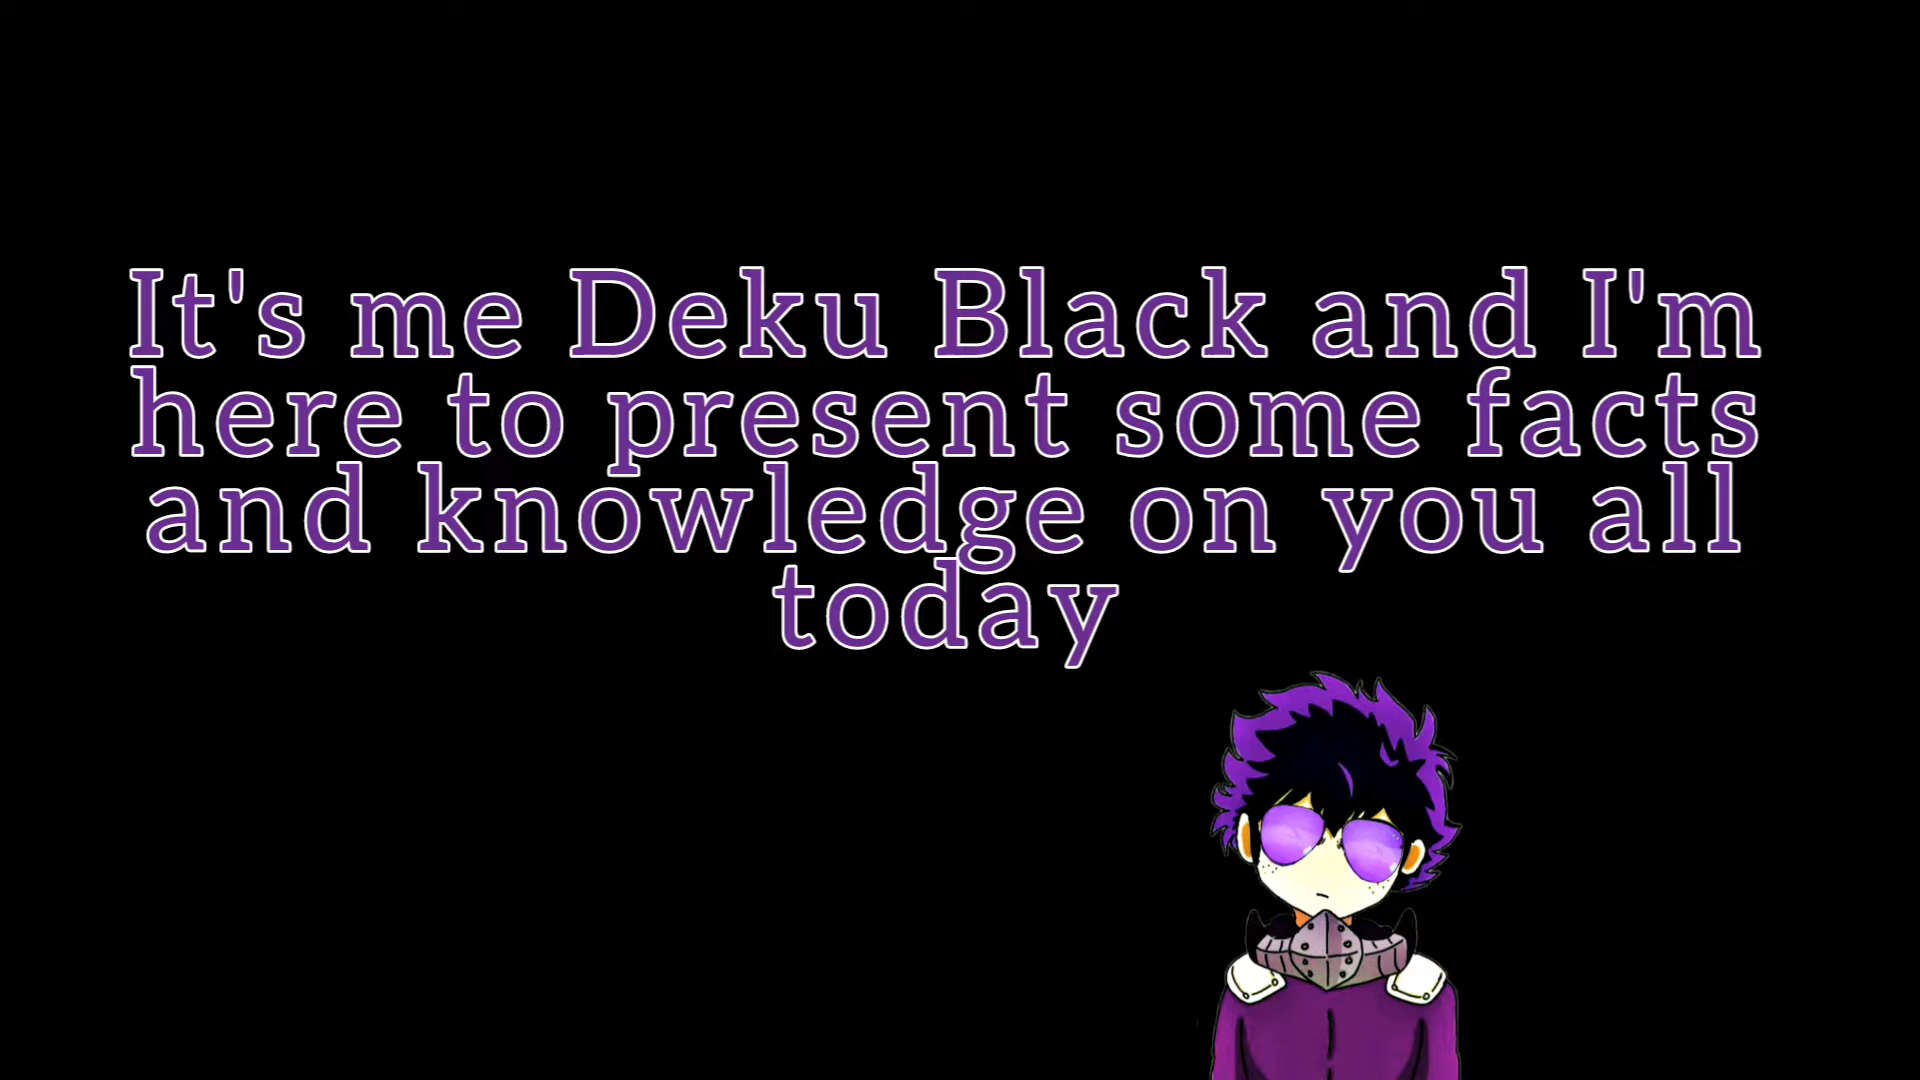 It's me Deku Black and I'm
here to present some facts
and knowledge on you all
today